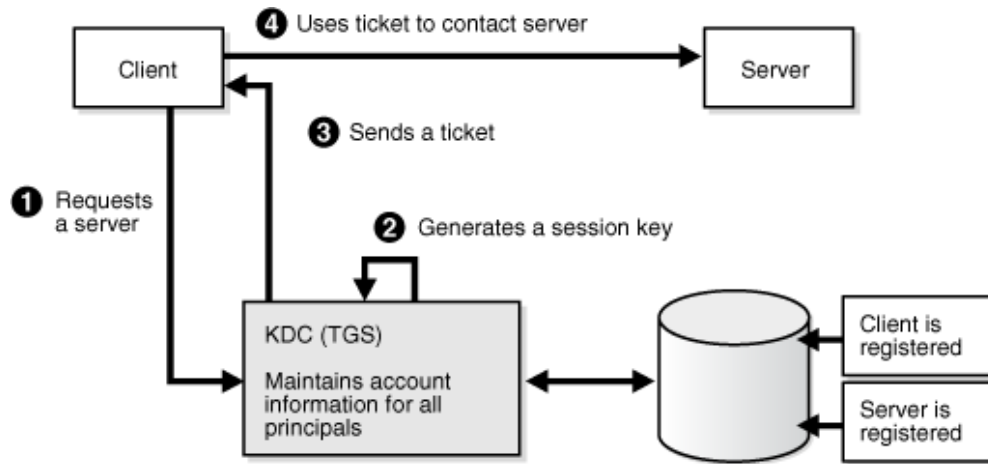 4 Uses ticket to contact server
Client
Server
3 Sends a ticket
1 Requests
a server
2 Generates a session key
KDC (TGS)
Maintains account
information for all
principals
Client is
registered
Server is
registered